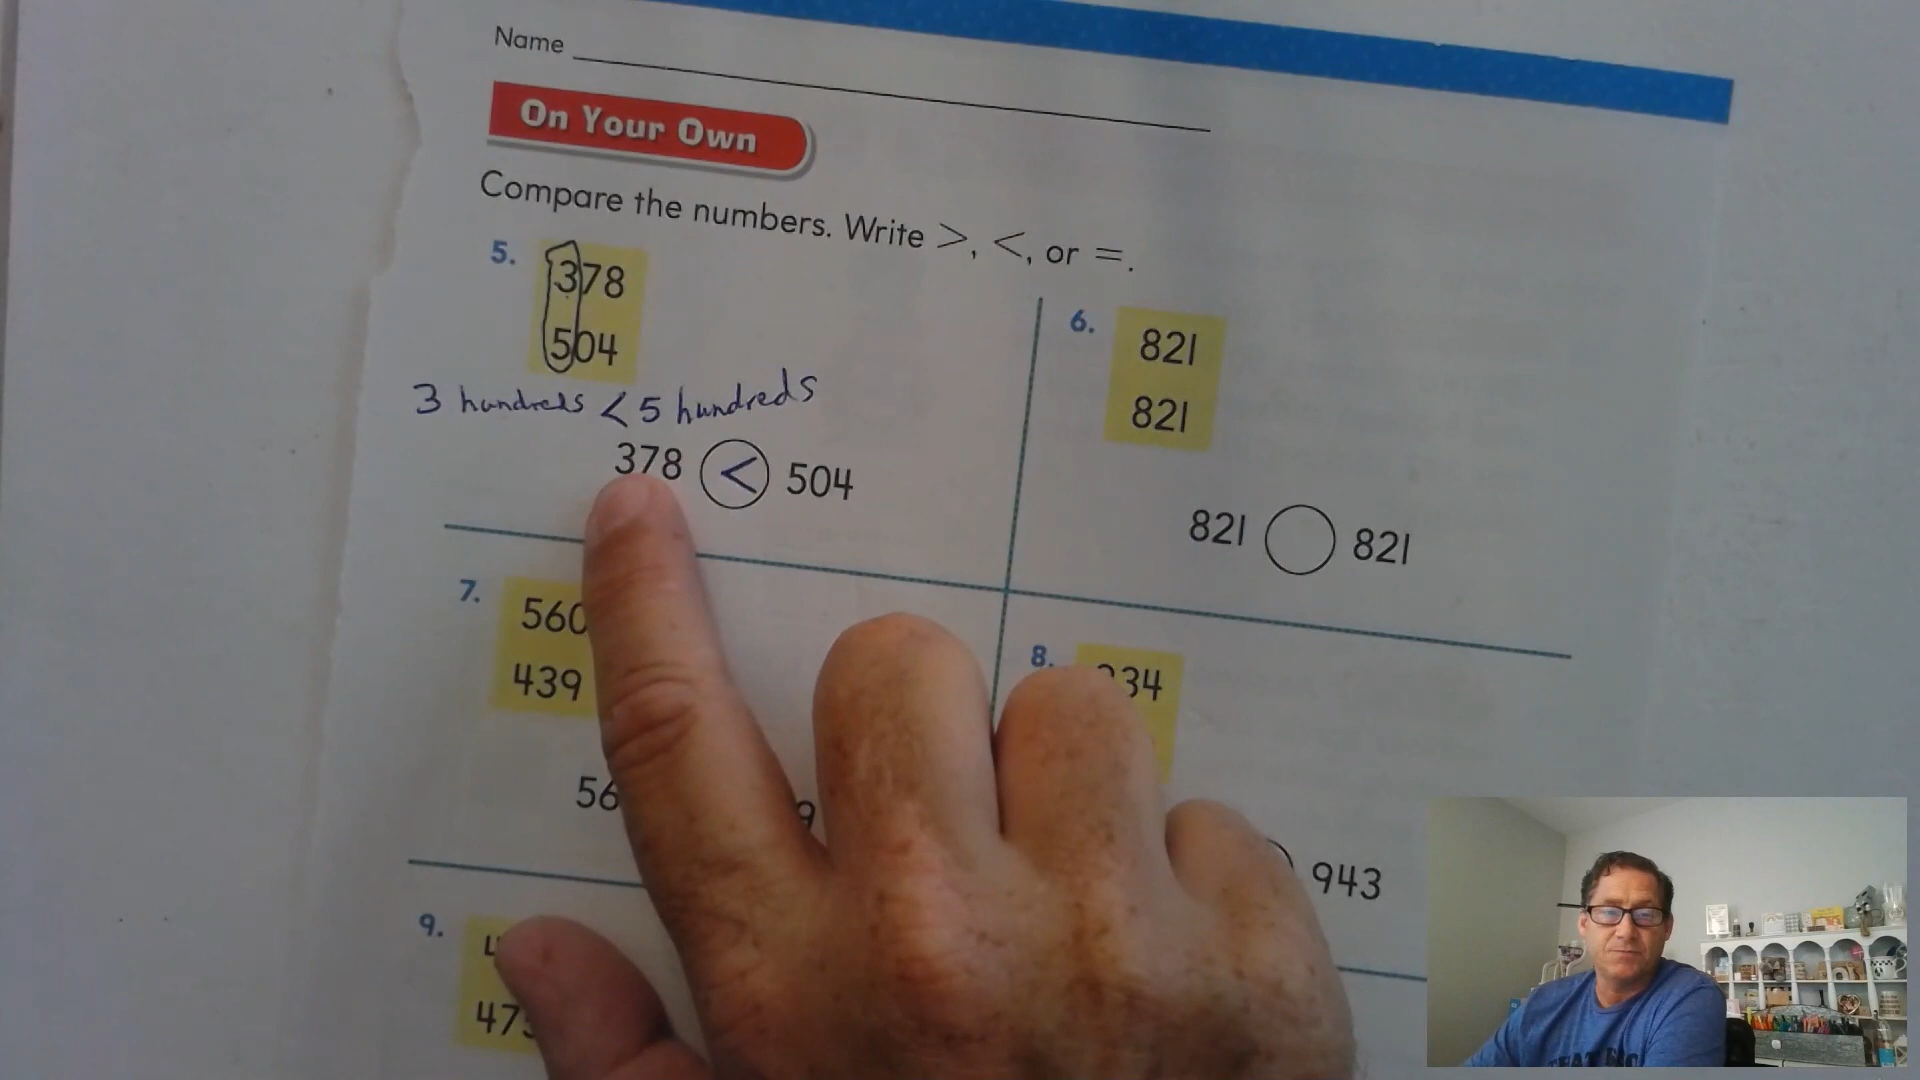 Name
On Your Own
Compare the numbers. Write >, <, or =.
5.
378
504
3 hundreds < 5 hundreds
378 < 504
6.
821
821
821 821
7.
560
439
8.
943
9.